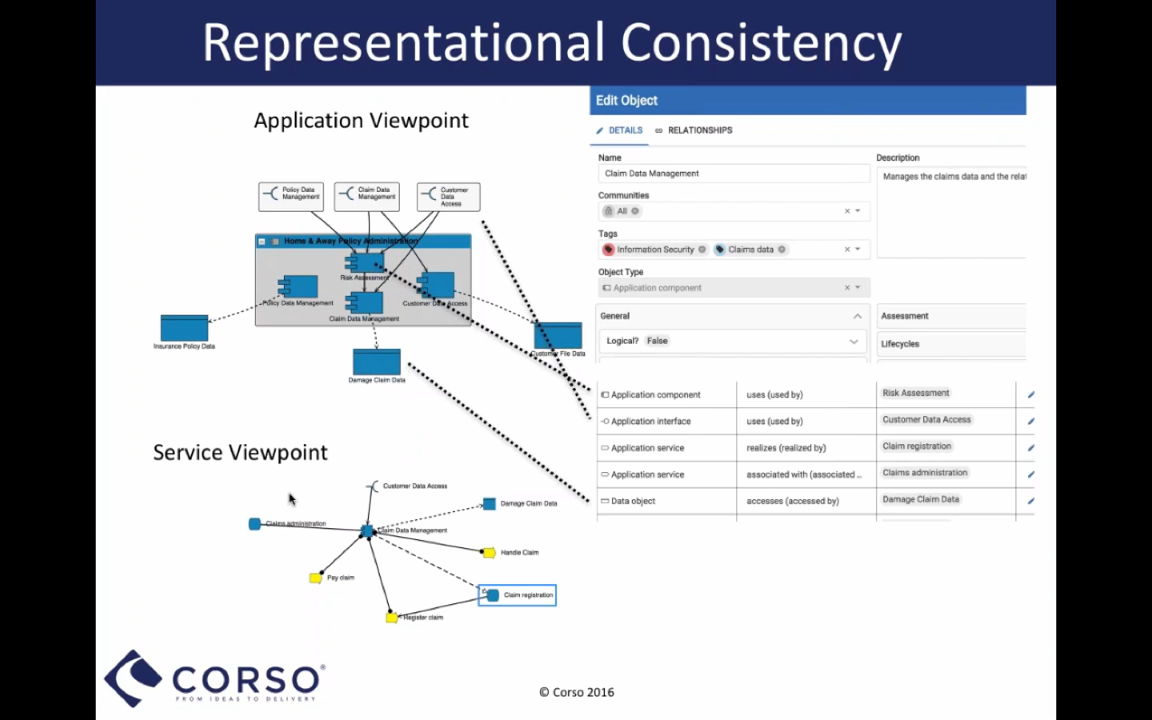 Representational Consistency
Application Viewpoint
Policy Data
Management
Claim Data
Management
Customer
Data
Access
Home & Away Policy Administration
Risk Assessment
Policy Data Management
Customer Data Access
Claim Data Management
Insurance Policy Data
Customer File Data
Damage Claim Data
Service Viewpoint
Customer Data Access
Damage Claim Data
Claims administration
Claim Data Management
Handle Claim
Pay claim
Claim registration
Register claim
Edit Object
DETAILS
RELATIONSHIPS
Name
Claim Data Management
Description
Manages the claims data and the relat
Communities
All
Tags
Information Security
Claims data
Object Type
Application component
General
Logical? False
Assessment
Lifecycles
Application component uses (used by) Risk Assessment
Application interface uses (used by) Customer Data Access
Application service realizes (realized by) Claim registration
Application service associated with (associated ... Claims administration
Data object accesses (accessed by) Damage Claim Data
CORSO®
FROM IDEAS TO DELIVERY
© Corso 2016